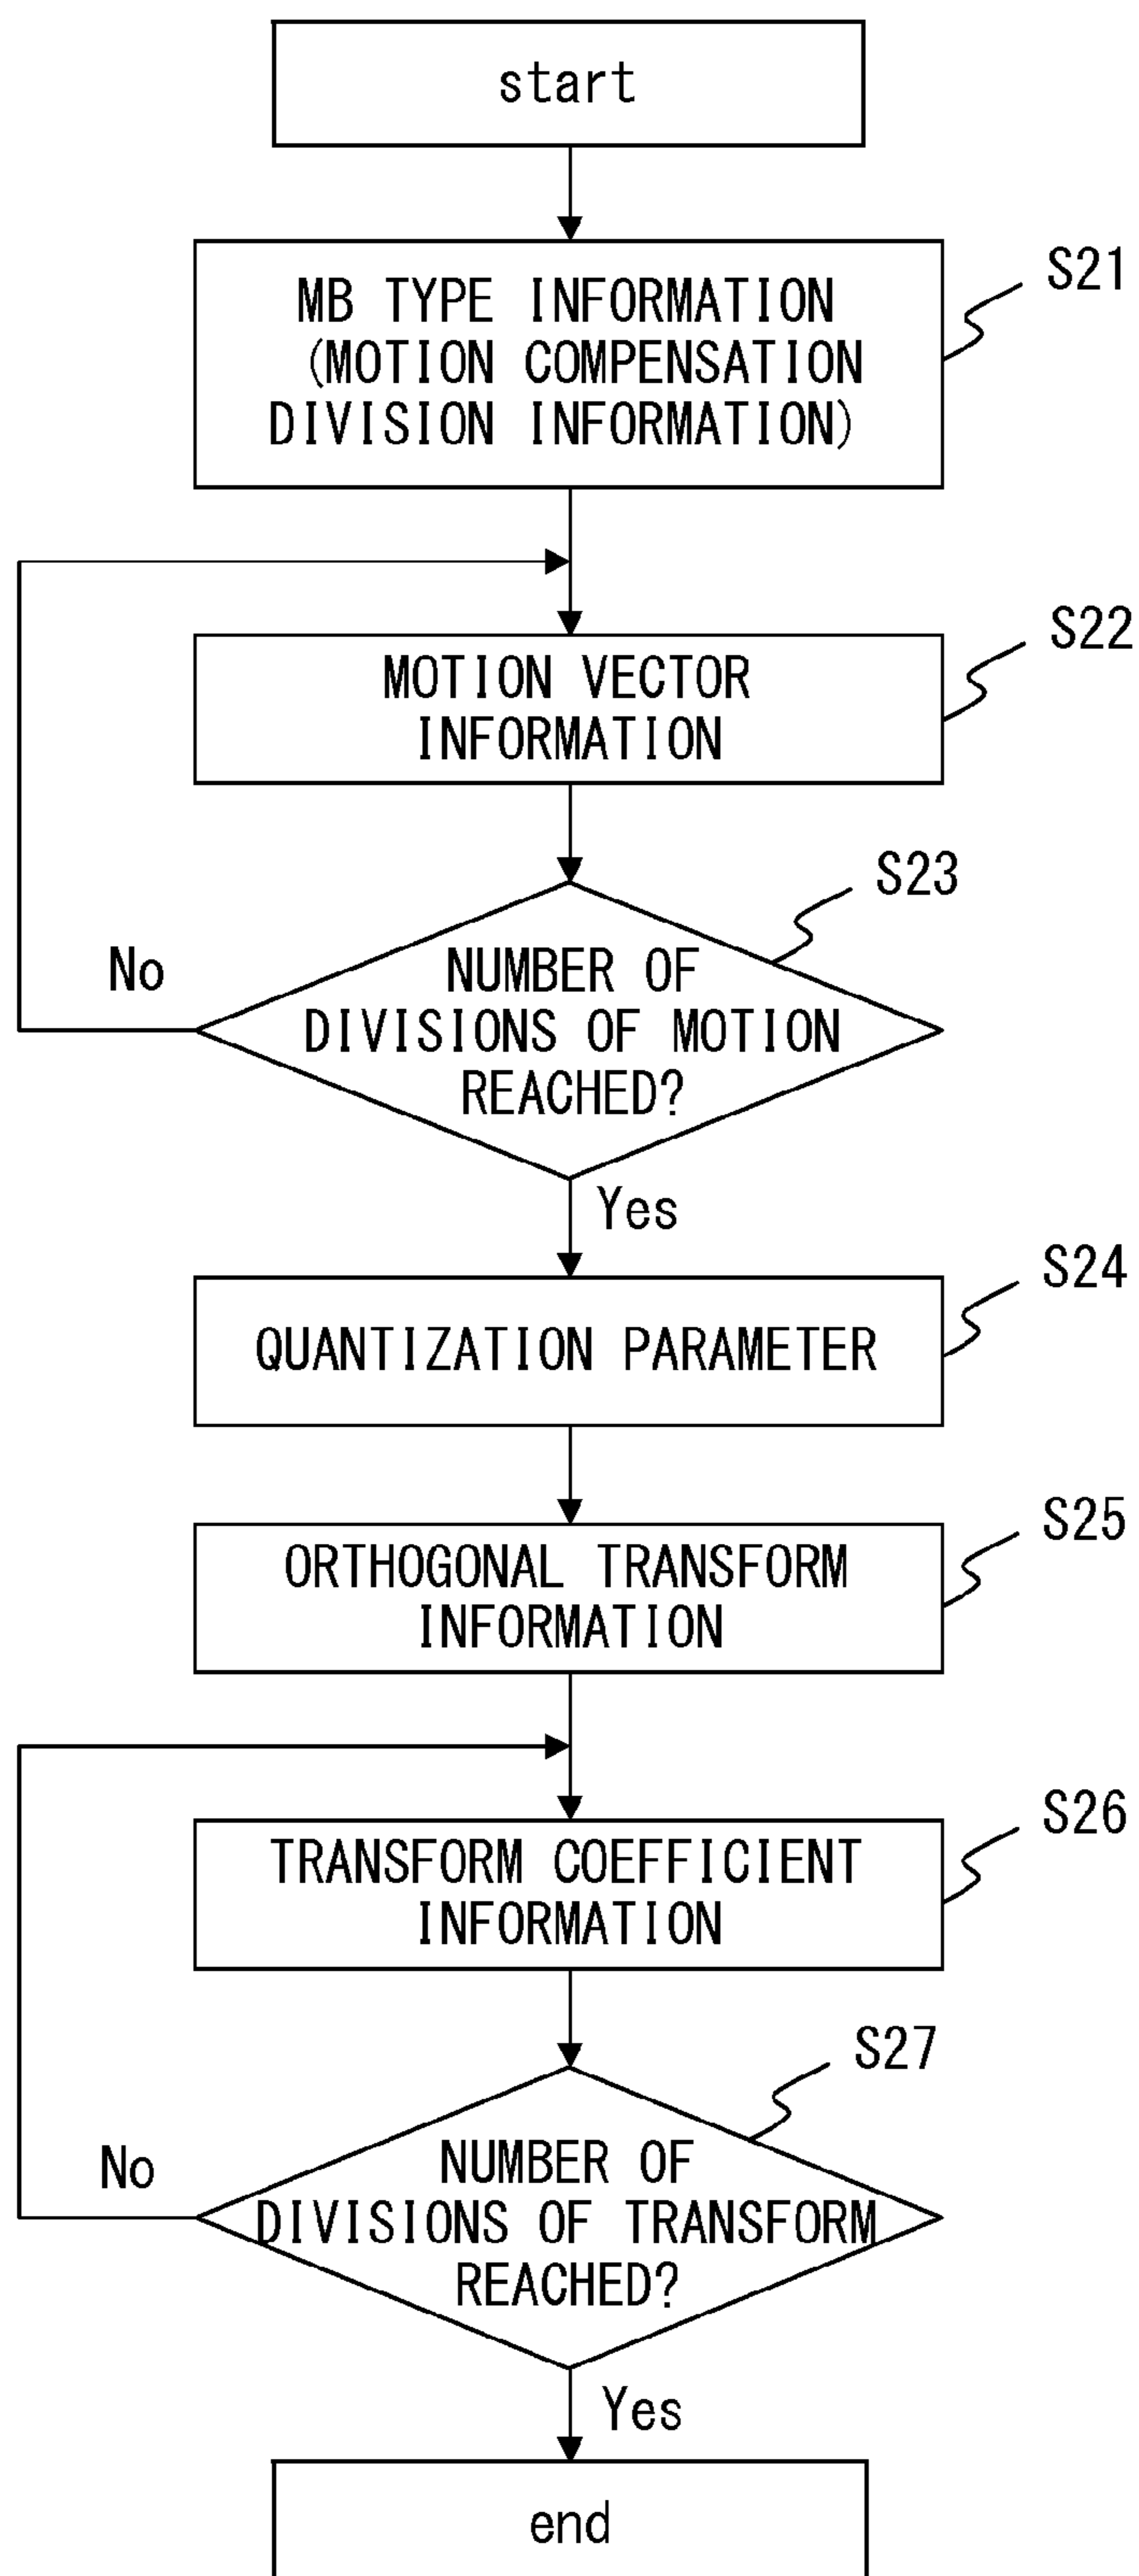 start
S21
MB TYPE INFORMATION
(MOTION COMPENSATION
DIVISION INFORMATION)
S22
MOTION VECTOR
INFORMATION
S23
No
NUMBER OF
DIVISIONS OF MOTION
REACHED?
Yes
S24
QUANTIZATION PARAMETER
S25
ORTHOGONAL TRANSFORM
INFORMATION
S26
TRANSFORM COEFFICIENT
INFORMATION
S27
No
NUMBER OF
DIVISIONS OF TRANSFORM
REACHED?
Yes
end